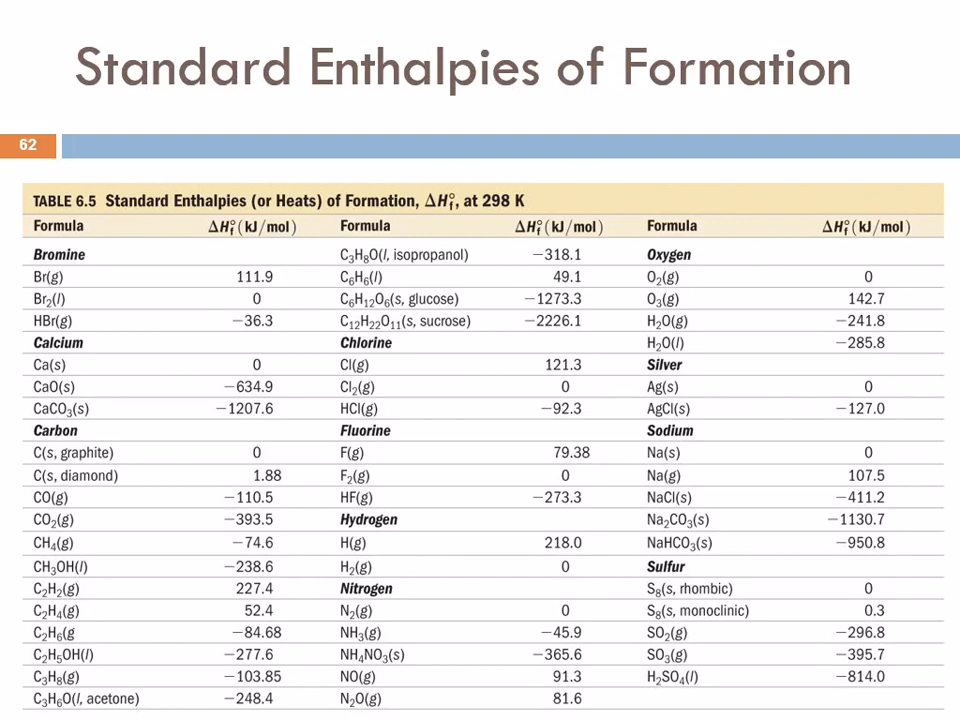 Standard Enthalpies of Formation
62
TABLE 6.5 Standard Enthalpies (or Heats) of Formation, ΔH°f, at 298 K
Formula ΔH°f (kJ/mol) Formula ΔH°f (kJ/mol) Formula ΔH°f (kJ/mol)
Bromine C₃H₈O(l, isopropanol) −318.1 Oxygen
Br(g) 111.9 C₆H₆(l) 49.1 O₂(g) 0
Br₂(l) 0 C₆H₁₂O₆(s, glucose) −1273.3 O₃(g) 142.7
HBr(g) −36.3 C₁₂H₂₂O₁₁(s, sucrose) −2226.1 H₂O(g) −241.8
Calcium Chlorine H₂O(l) −285.8
Ca(s) 0 Cl(g) 121.3 Silver
CaO(s) −634.9 Cl₂(g) 0 Ag(s) 0
CaCO₃(s) −1207.6 HCl(g) −92.3 AgCl(s) −127.0
Carbon Fluorine Sodium
C(s, graphite) 0 F(g) 79.38 Na(s) 0
C(s, diamond) 1.88 F₂(g) 0 Na(g) 107.5
CO(g) −110.5 HF(g) −273.3 NaCl(s) −411.2
CO₂(g) −393.5 Hydrogen Na₂CO₃(s) −1130.7
CH₄(g) −74.6 H(g) 218.0 NaHCO₃(s) −950.8
CH₃OH(l) −238.6 H₂(g) 0 Sulfur
C₂H₂(g) 227.4 Nitrogen S₈(s, rhombic) 0
C₂H₄(g) 52.4 N₂(g) 0 S₈(s, monoclinic) 0.3
C₂H₆(g −84.68 NH₃(g) −45.9 SO₂(g) −296.8
C₂H₅OH(l) −277.6 NH₄NO₃(s) −365.6 SO₃(g) −395.7
C₃H₈(g) −103.85 NO(g) 91.3 H₂SO₄(l) −814.0
C₃H₆O(l, acetone) −248.4 N₂O(g) 81.6